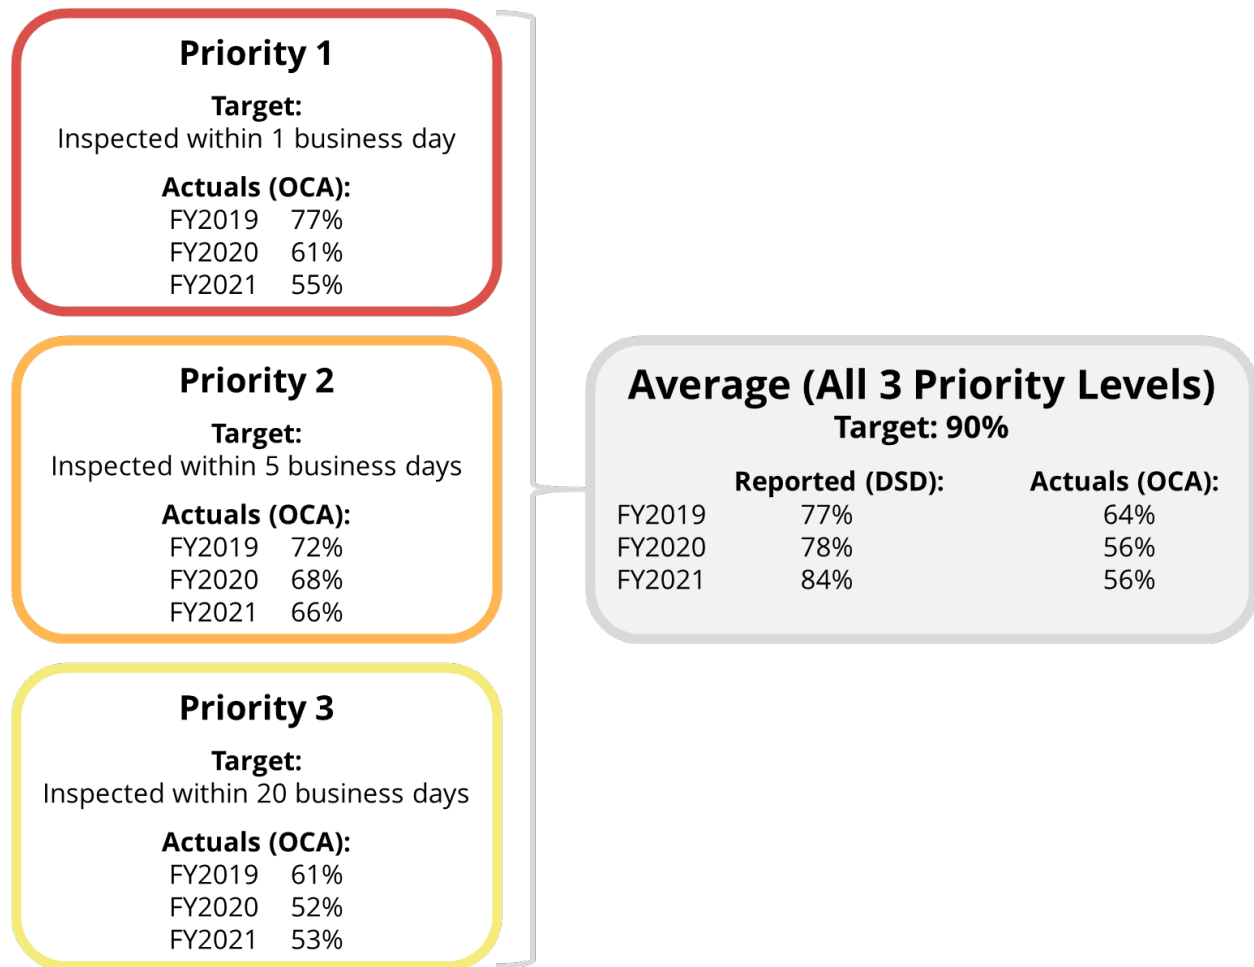 Priority 1
Target:
Inspected within 1 business day
Actuals (OCA):
FY2019 77%
FY2020 61%
FY2021 55%
Priority 2
Target:
Inspected within 5 business days
Actuals (OCA):
FY2019 72%
FY2020 68%
FY2021 66%
Priority 3
Target:
Inspected within 20 business days
Actuals (OCA):
FY2019 61%
FY2020 52%
FY2021 53%
Average (All 3 Priority Levels)
Target: 90%
Reported (DSD): Actuals (OCA):
FY2019 77% 64%
FY2020 78% 56%
FY2021 84% 56%